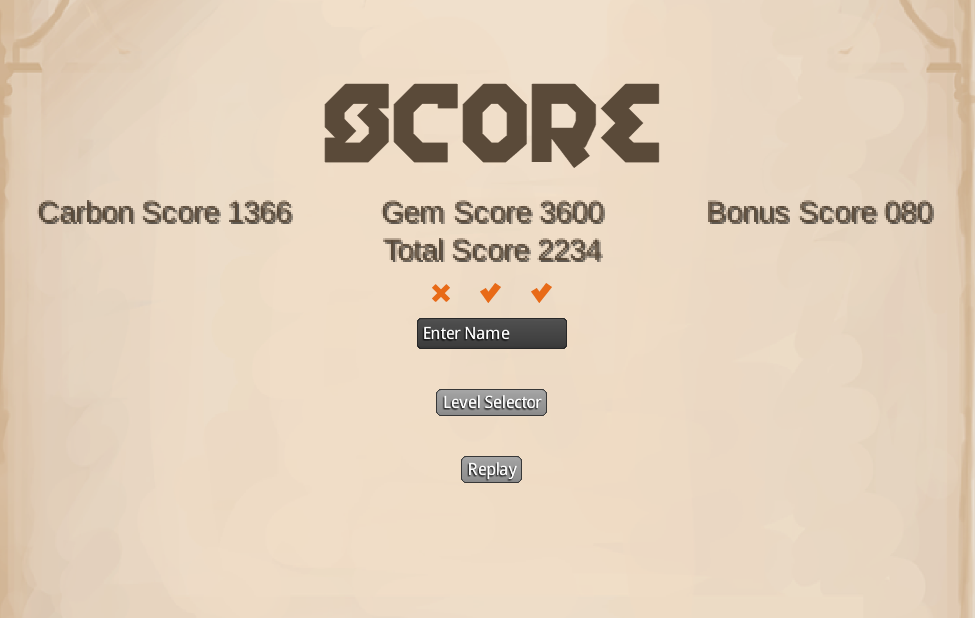 SCORE
Carbon Score 1366 Gem Score 3600 Bonus Score 080
Total Score 2234
Enter Name
Level Selector
Replay